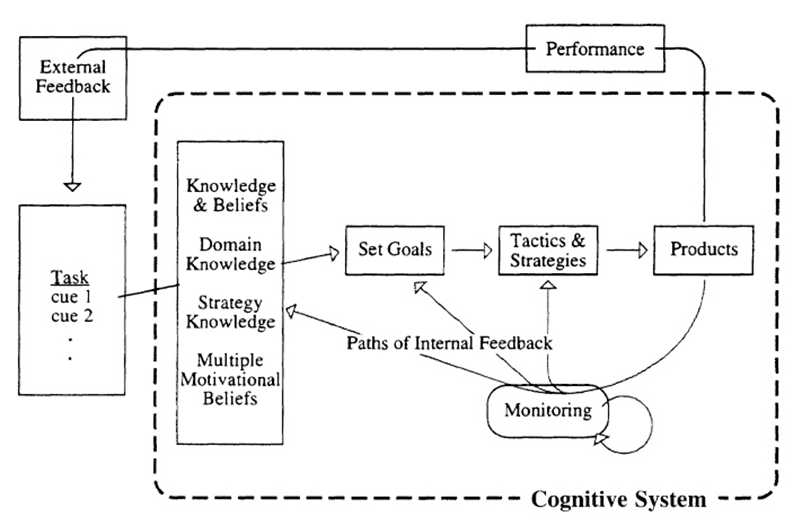 Performance
External
Feedback
Knowledge
& Beliefs
Domain
Knowledge
Strategy
Knowledge
Multiple
Motivational
Beliefs
Task
cue 1
cue 2
.
.
Set Goals
Tactics &
Strategies
Products
Paths of Internal Feedback
Monitoring
Cognitive System